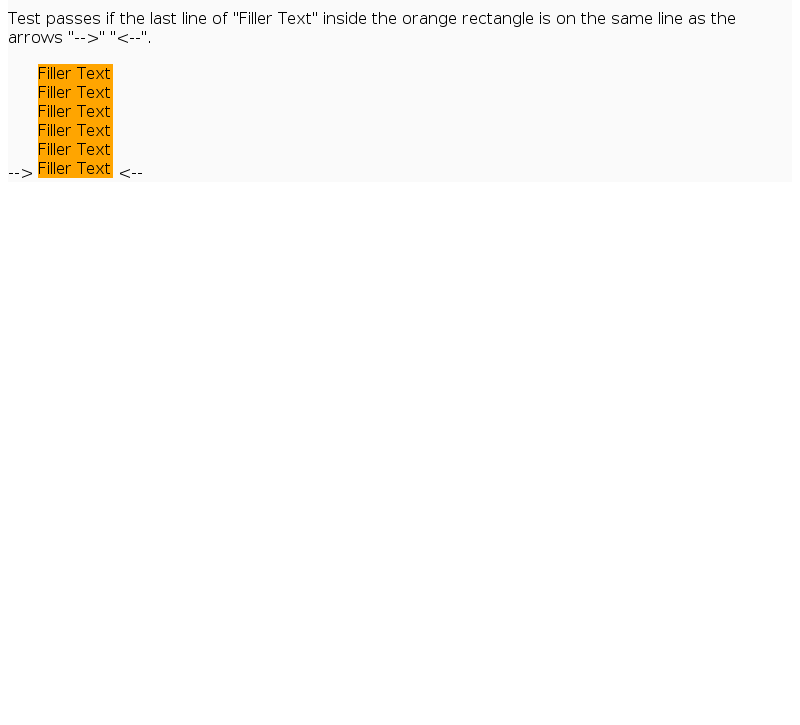 Test passes if the last line of "Filler Text" inside the orange rectangle is on the same line as the
arrows "-->" "<--".
Filler Text
Filler Text
Filler Text
Filler Text
Filler Text
--> Filler Text <--